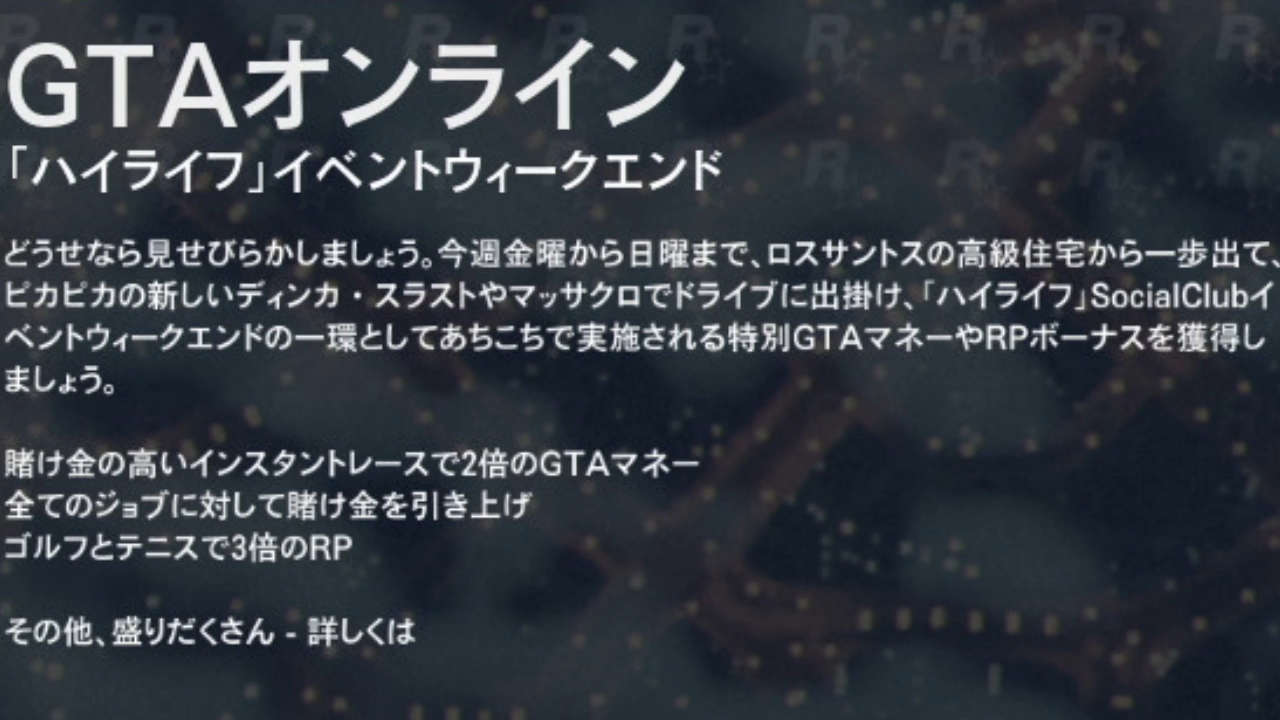 GTAオンライン
「ハイライフ」イベントウィークエンド
どうせなら見せびらかしましょう。今週金曜から日曜まで、ロスサントスの高級住宅から一歩出て、
ピカピカの新しいディンカ・スラストやマッサクロでドライブに出掛け、「ハイライフ」SocialClubイ
ベントウィークエンドの一環としてあちこちで実施される特別GTAマネーやRPボーナスを獲得し
ましょう。
賭け金の高いインスタントレースで2倍のGTAマネー
全てのジョブに対して賭け金を引き上げ
ゴルフとテニスで3倍のRP
その他、盛りだくさん - 詳しくは